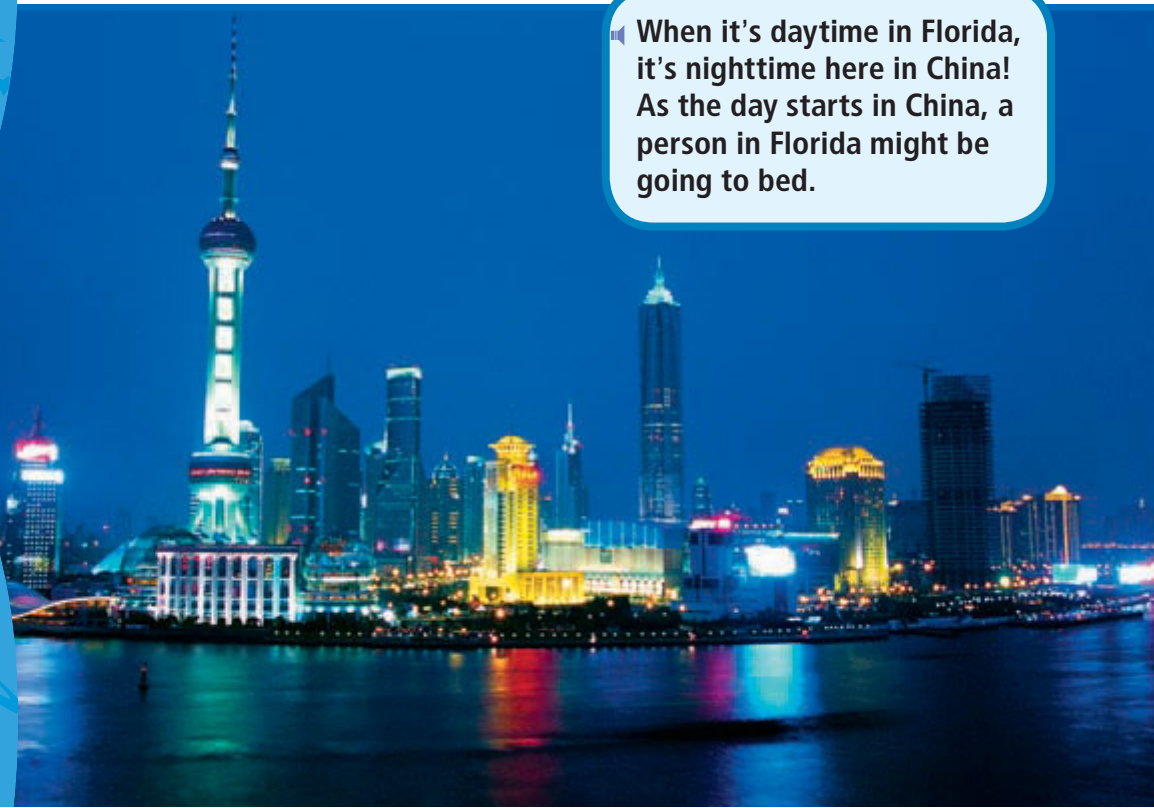 When it’s daytime in Florida,
it’s nighttime here in China!
As the day starts in China, a
person in Florida might be
going to bed.